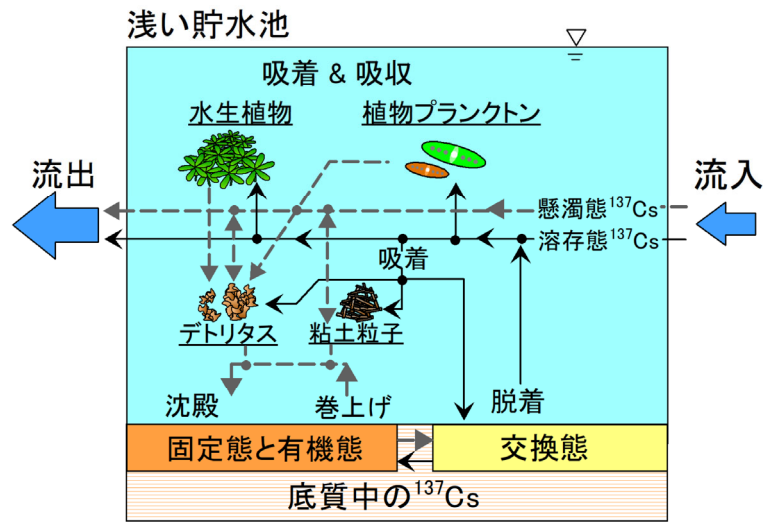 浅い貯水池
吸着 & 吸収
水生植物
植物プランクトン
流出
流入
懸濁態¹³⁷Cs
溶存態¹³⁷Cs
吸着
デトリタス
粘土粒子
沈殿
巻上げ
脱着
固定態と有機態
交換態
底質中の¹³⁷Cs